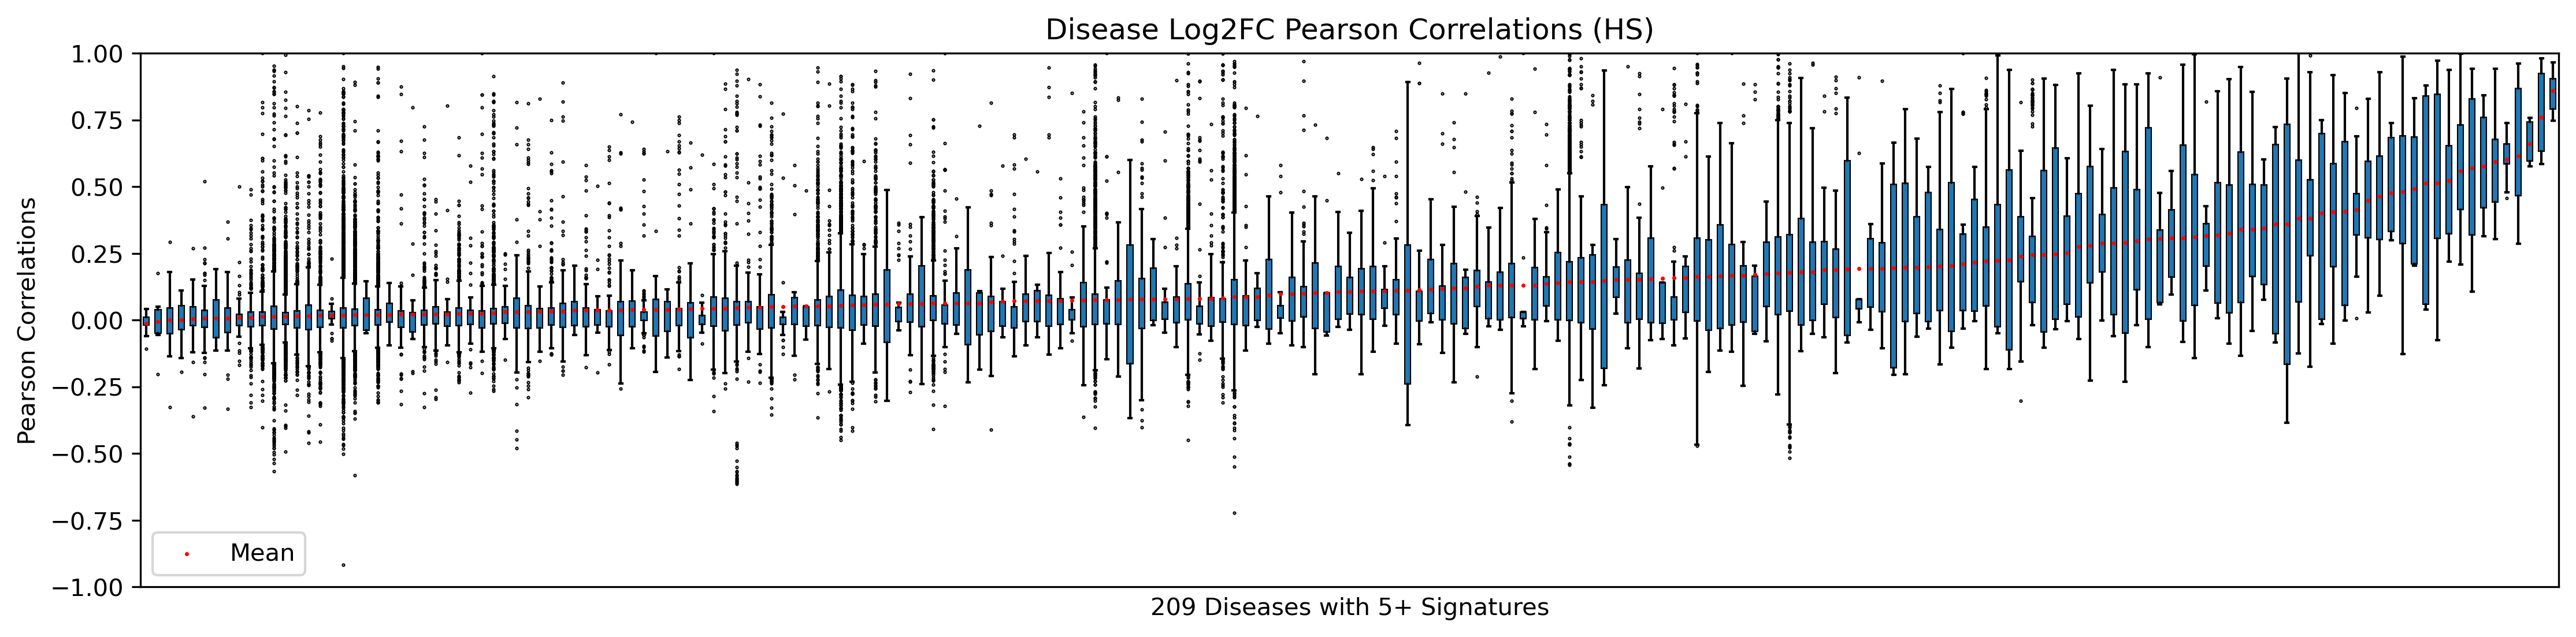 Disease Log2FC Pearson Correlations (HS)
Pearson Correlations
1.00
0.75
0.50
0.25
0.00
−0.25
−0.50
−0.75
−1.00
Mean
209 Diseases with 5+ Signatures